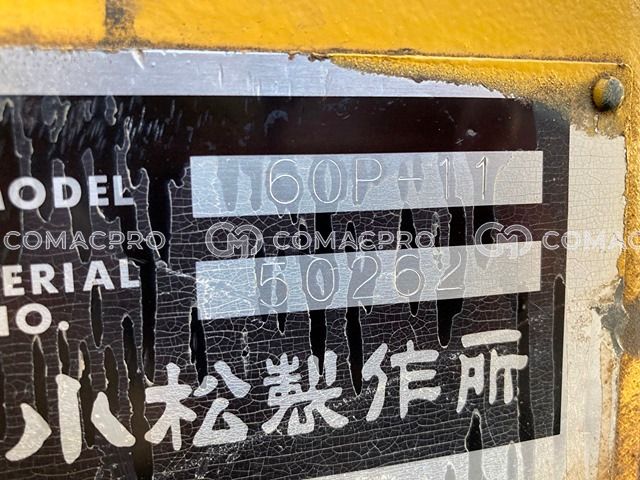 MODEL 60P-11
COMACPRO COMACPRO COMACPRO
SERIAL NO. 50262
小松製作所